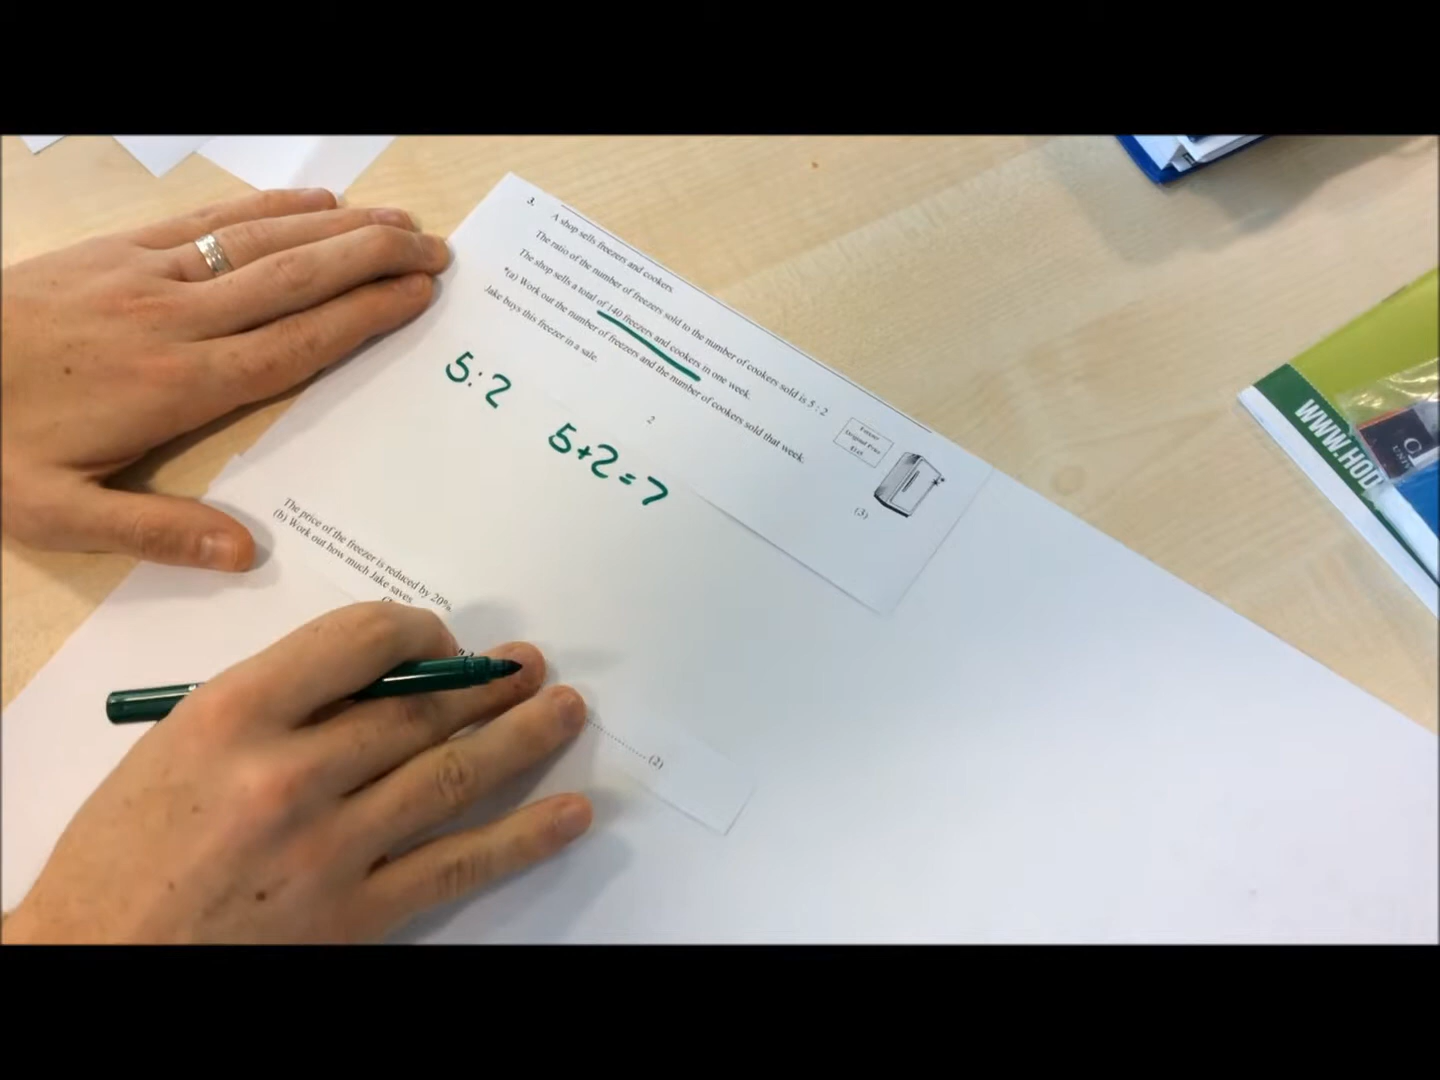 3.
A shop sells freezers and cookers.
The ratio of the number of freezers sold to the number of cookers sold is 5 : 2
The shop sells a total of 140 freezers and cookers in one week.
*(a) Work out the number of freezers and the number of cookers sold that week.
Jake buys this freezer in a sale.
2
Original Price
(3)
5:2
5+2=7
The price of the freezer is reduced by 20%.
(b) Work out how much Jake saves.
(2)
WWW.HOD